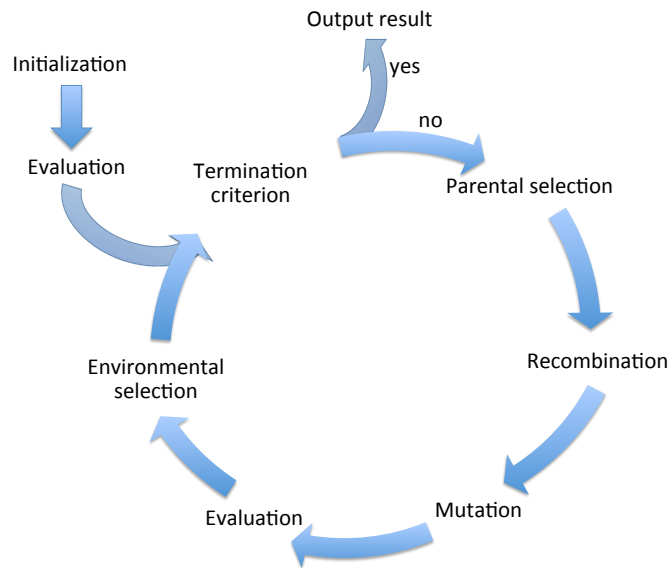 Output result
Initialization
yes
no
Evaluation
Termination
criterion
Parental selection
Environmental
selection
Recombination
Evaluation
Mutation